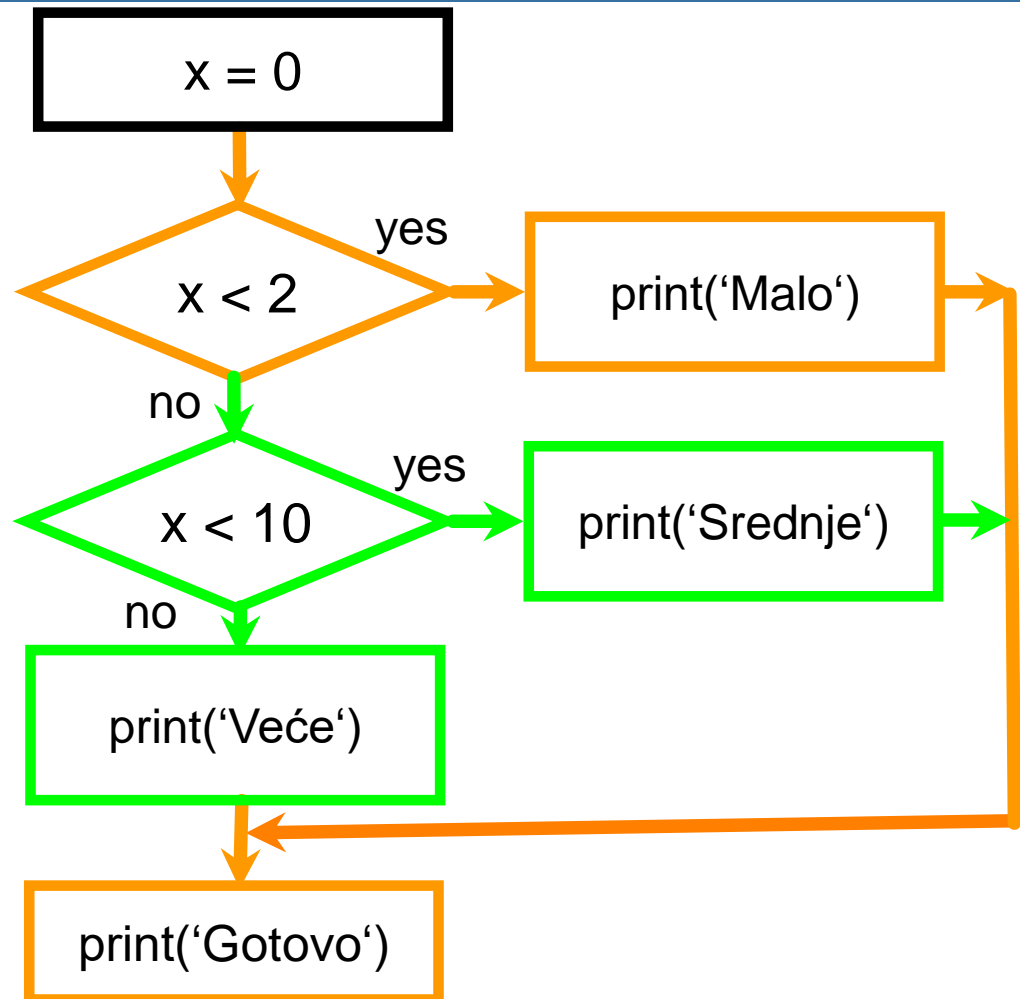 x = 0
yes
x < 2
print(‘Malo‘)
no
yes
x < 10
print(‘Srednje‘)
no
print(‘Veće‘)
print(‘Gotovo‘)